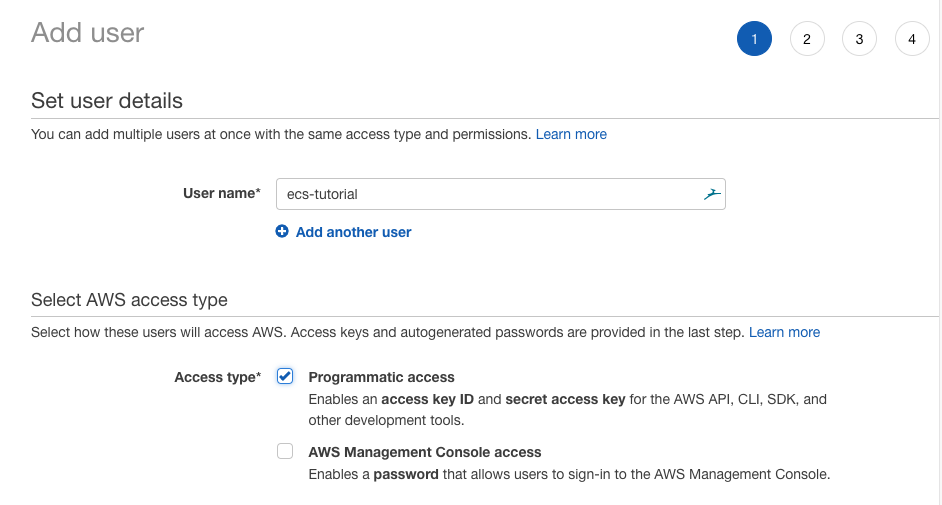 Add user
1 2 3 4
Set user details
You can add multiple users at once with the same access type and permissions. Learn more
User name* ecs-tutorial
Add another user
Select AWS access type
Select how these users will access AWS. Access keys and autogenerated passwords are provided in the last step. Learn more
Access type* Programmatic access
Enables an access key ID and secret access key for the AWS API, CLI, SDK, and
other development tools.
AWS Management Console access
Enables a password that allows users to sign-in to the AWS Management Console.